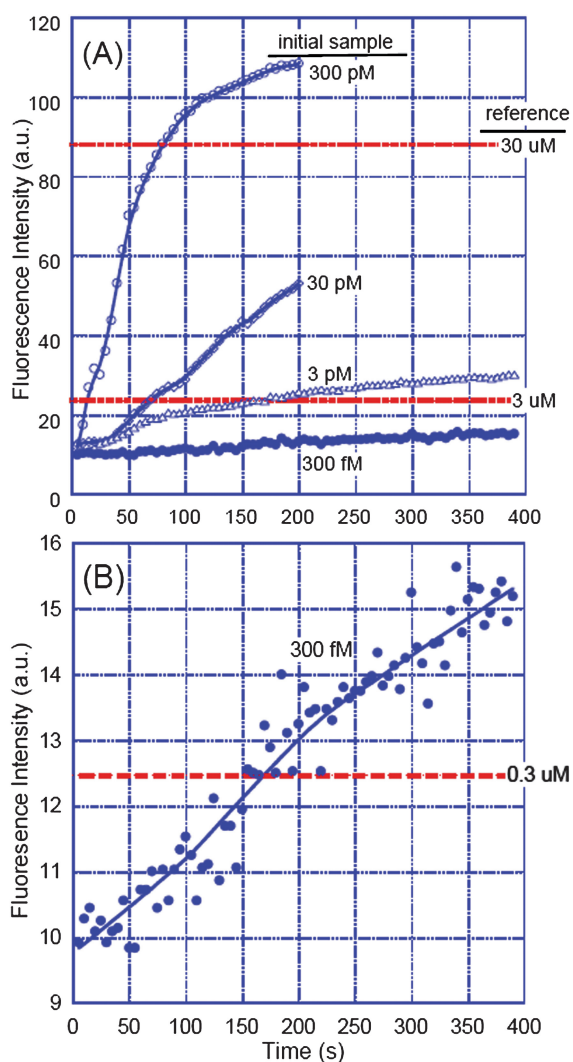 (A)
initial sample
300 pM
reference
30 uM
30 pM
3 pM
3 uM
300 fM
Fluorescence Intensity (a.u.)
120
100
80
60
40
20
0
0 50 100 150 200 250 300 350 400
(B)
300 fM
0.3 uM
Fluoresence Intensity (a.u.)
16
15
14
13
12
11
10
9
0 50 100 150 200 250 300 350 400
Time (s)